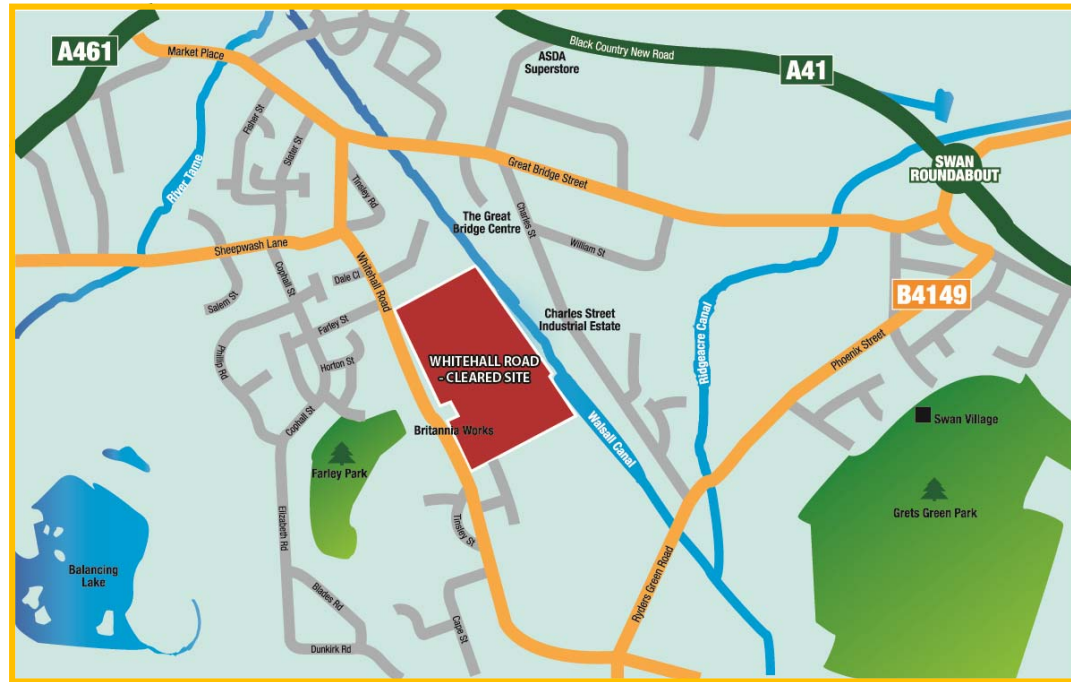 A461
Market Place
River Tame
Fisher St
Slater St
Tinsley Rd
Sheepwash Lane
Salem St
Cophall St
Dale Cl
Farley St
Horton St
Phillip Rd
Cophall St
Whitehall Road
ASDA
Superstore
Black Country New Road
A41
SWAN
ROUNDABOUT
Great Bridge Street
The Great
Bridge Centre
Charles St
William St
Charles Street
Industrial Estate
WHITEHALL ROAD
- CLEARED SITE
Britannia Works
Walsall Canal
Ridgeacre Canal
B4149
Phoenix Street
Swan Village
Grets Green Park
Farley Park
Balancing
Lake
Elizabeth Rd
Blades Rd
Dunkirk Rd
Tinsley St
Cape St
Ryders Green Road